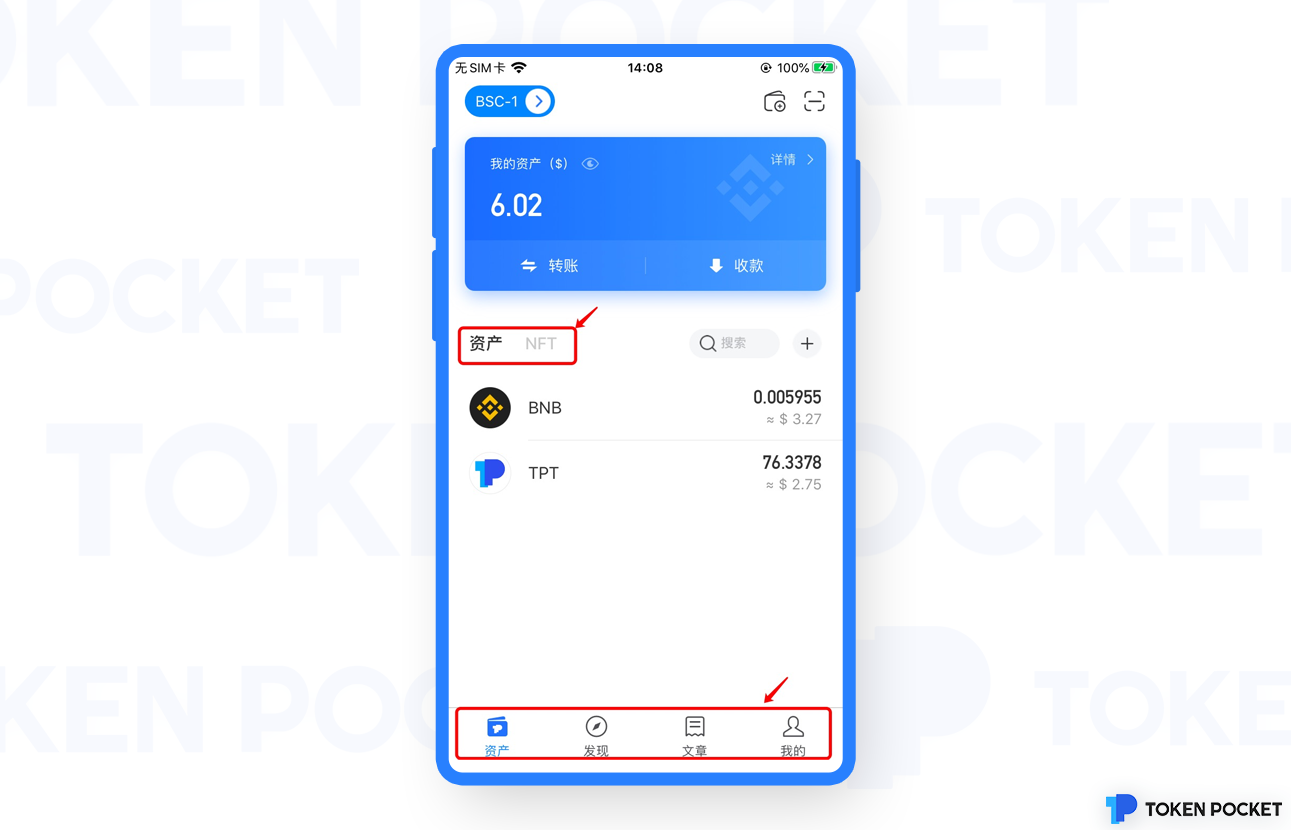 TOKEN POCKET
无SIM卡 14:08 100%
BSC-1
我的资产 ($) 详情
6.02
转账 收款
资产 NFT 搜索
BNB 0.005955
≈ $ 3.27
TPT 76.3378
≈ $ 2.75
资产 发现 文章 我的
TOKEN POCKET